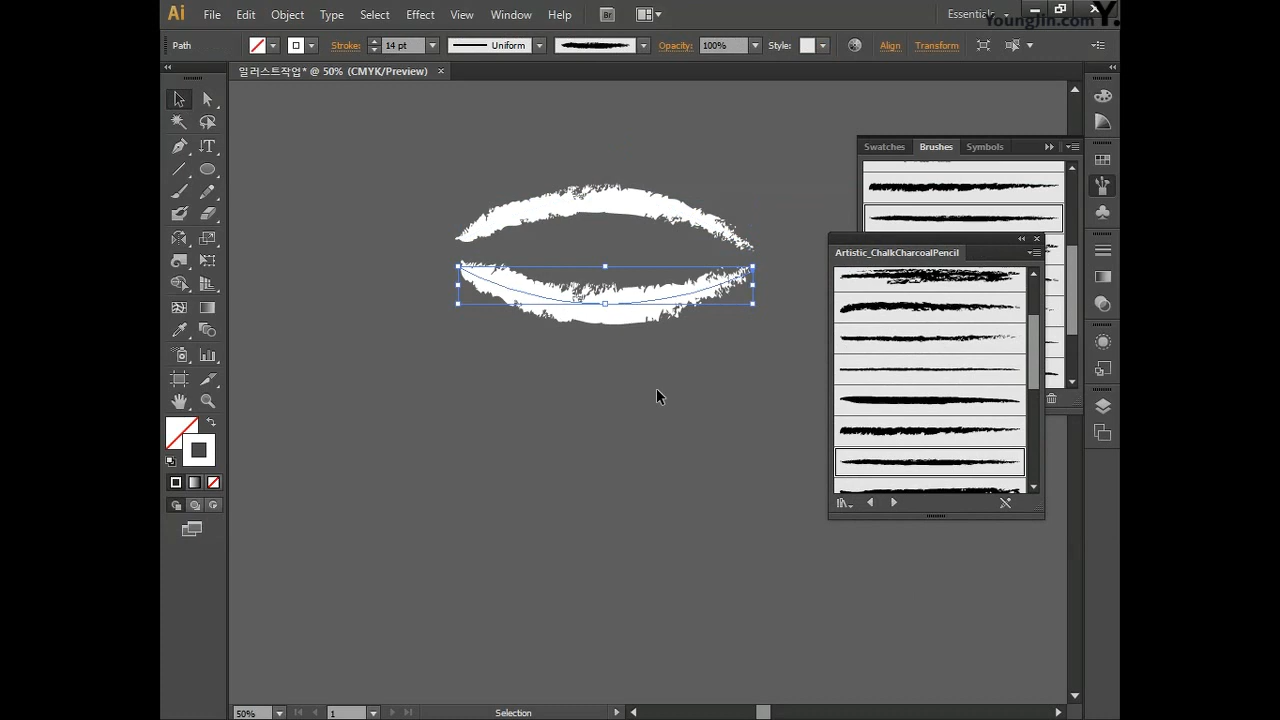 Ai File Edit Object Type Select Effect View Window Help Br Essentials
YoungJin.com Y.
Path Stroke: 14 pt Uniform Opacity: 100% Style: Align Transform
일러스트작업* @ 50% (CMYK/Preview)
Swatches Brushes Symbols
Artistic_ChalkCharcoalPencil
50% 1 Selection